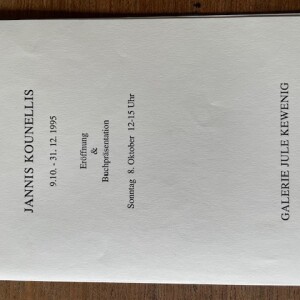 JANNIS KOUNELLIS
9.10. - 31. 12. 1995
Eröffnung
&
Buchpräsentation
Sonntag 8. Oktober 12-15 Uhr
GALERIE JULE KEWENIG